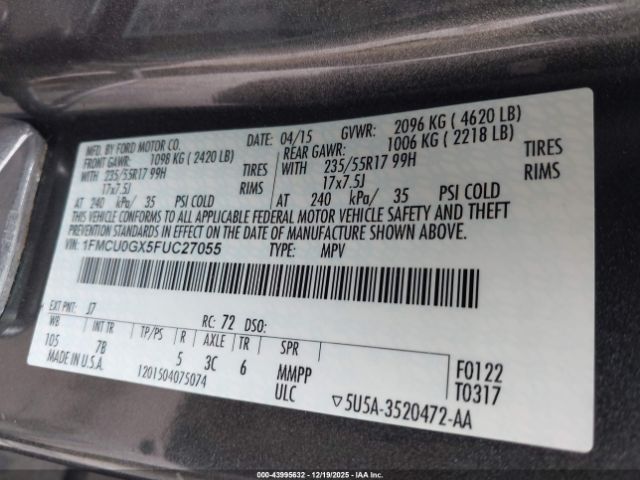 MFD. BY FORD MOTOR CO. DATE: 04/15 GVWR: 2096 KG ( 4620 LB)
FRONT GAWR: 1098 KG ( 2420 LB) REAR GAWR: 1006 KG ( 2218 LB)
WITH 235/55R17 99H TIRES WITH 235/55R17 99H TIRES
17x7.5J RIMS 17x7.5J RIMS
AT 240 kPa/ 35 PSI COLD AT 240 kPa/ 35 PSI COLD
THIS VEHICLE CONFORMS TO ALL APPLICABLE FEDERAL MOTOR VEHICLE SAFETY AND THEFT
PREVENTION STANDARDS IN EFFECT ON THE DATE OF MANUFACTURE SHOWN ABOVE.
VIN: 1FMCU0GX5FUC27055 TYPE: MPV
EXT PNT: J7 RC: 72 DSO:
WB INT TR TP/PS R AXLE TR SPR
105 7B 5 3C 6 MMPP F0122
MADE IN U.S.A. 1201504075074 ULC T0317
▽5U5A-3520472-AA
© 000-43995632 - 12/19/2025 - IAAI.COM